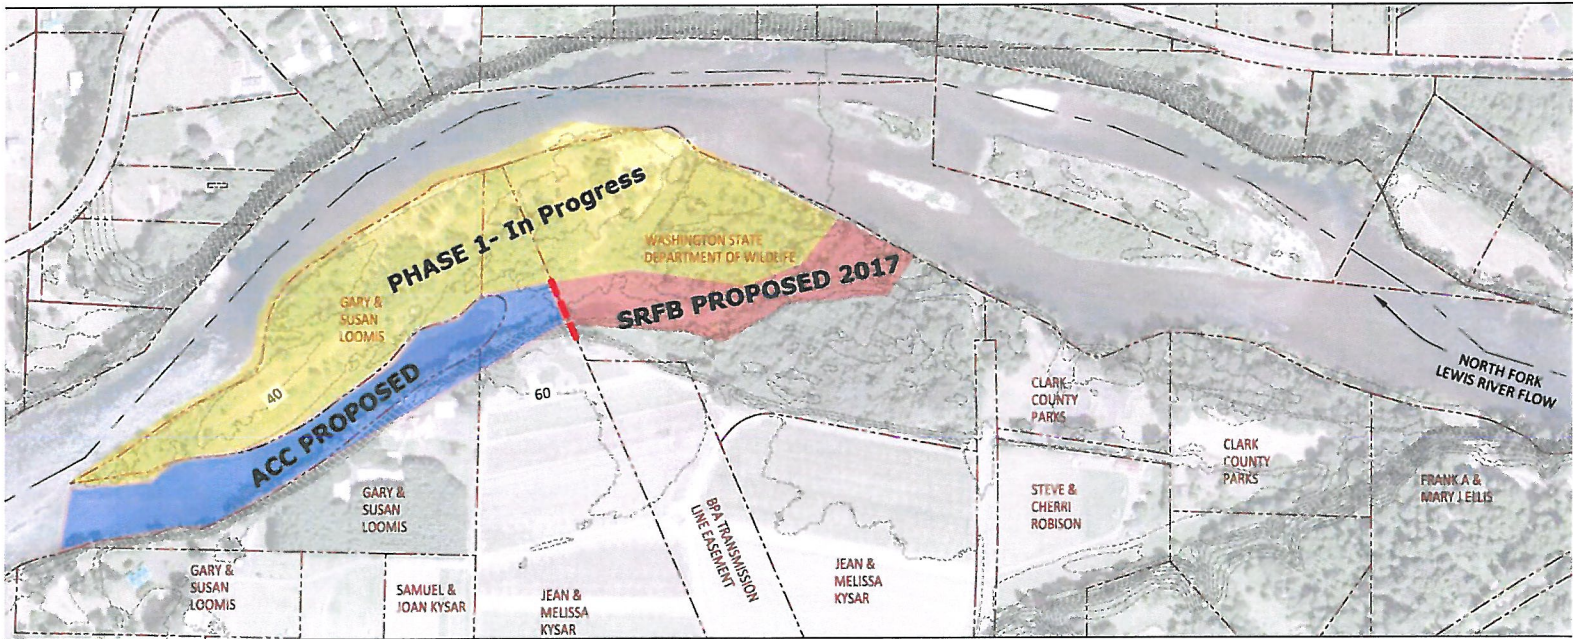 PHASE 1- In Progress
WASHINGTON STATE
DEPARTMENT OF WILDLIFE
SRFB PROPOSED 2017
GARY &
SUSAN
LOOMIS
40
ACC PROPOSED
60
NORTH FORK
LEWIS RIVER FLOW
CLARK
COUNTY
PARKS
CLARK
COUNTY
PARKS
GARY &
SUSAN
LOOMIS
STEVE &
CHERRI
ROBISON
FRANK A &
MARY J ELLIS
BPA TRANSMISSION
LINE EASEMENT
GARY &
SUSAN
LOOMIS
SAMUEL &
JOAN KYSAR
JEAN &
MELISSA
KYSAR
JEAN &
MELISSA
KYSAR